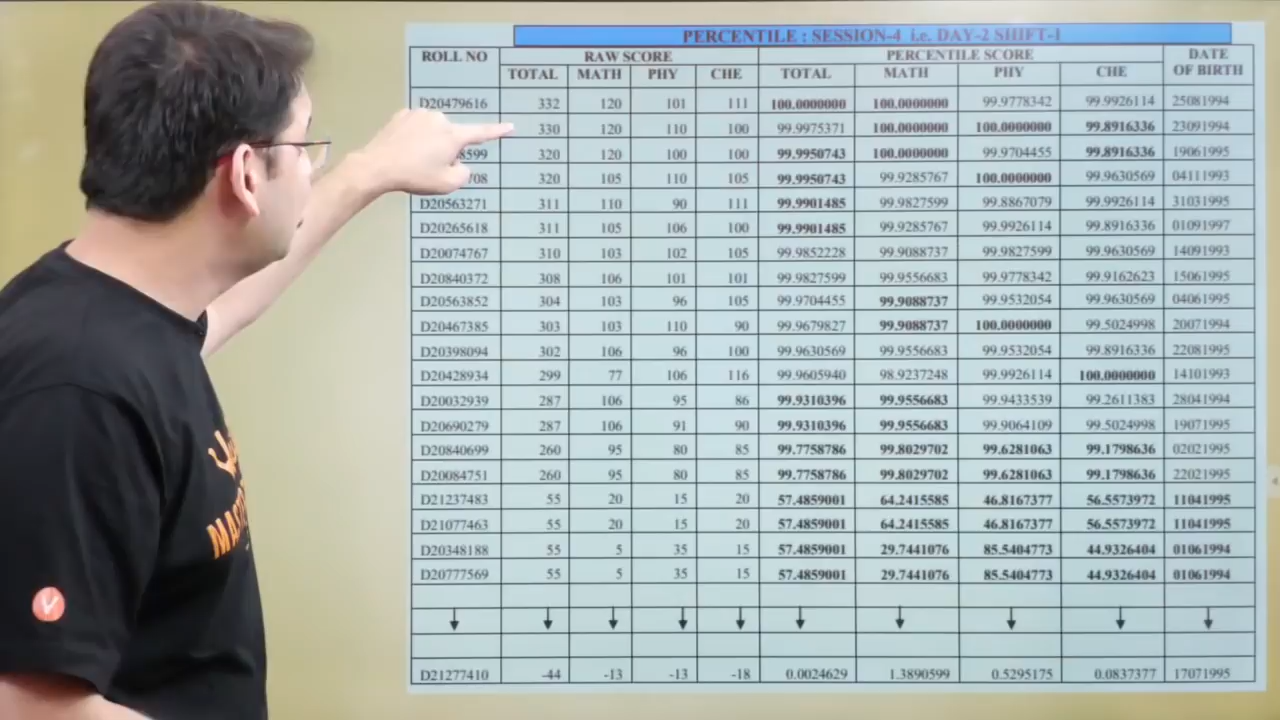 PERCENTILE : SESSION-4 i.e. DAY-2 SHIFT-1
ROLL NO RAW SCORE PERCENTILE SCORE DATE OF BIRTH
TOTAL MATH PHY CHE TOTAL MATH PHY CHE
D20479616 332 120 101 111 100.0000000 100.0000000 99.9778342 99.9926114 25081994
330 120 110 100 99.9975371 100.0000000 100.0000000 99.8916336 23091994
8599 320 120 100 100 99.9950743 100.0000000 99.9704455 99.8916336 19061995
708 320 105 110 105 99.9950743 99.9285767 100.0000000 99.9630569 04111993
D20563271 311 110 90 111 99.9901485 99.9827599 99.8867079 99.9926114 31031995
D20265618 311 105 106 100 99.9901485 99.9285767 99.9926114 99.8916336 01091997
D20074767 310 103 102 105 99.9852228 99.9088737 99.9827599 99.9630569 14091993
D20840372 308 106 101 101 99.9827599 99.9556683 99.9778342 99.9162623 15061995
D20563852 304 103 96 105 99.9704455 99.9088737 99.9532054 99.9630569 04061995
D20467385 303 103 110 90 99.9679827 99.9088737 100.0000000 99.5024998 20071994
D20398094 302 106 96 100 99.9630569 99.9556683 99.9532054 99.8916336 22081995
D20428934 299 77 106 116 99.9605940 98.9237248 99.9926114 100.0000000 14101993
D20032939 287 106 95 86 99.9310396 99.9556683 99.9433539 99.2611383 28041994
D20690279 287 106 91 90 99.9310396 99.9556683 99.9064109 99.5024998 19071995
D20840699 260 95 80 85 99.7758786 99.8029702 99.6281063 99.1798636 02021995
D20084751 260 95 80 85 99.7758786 99.8029702 99.6281063 99.1798636 22021995
D21237483 55 20 15 20 57.4859001 64.2415585 46.8167377 56.5573972 11041995
D21077463 55 20 15 20 57.4859001 64.2415585 46.8167377 56.5573972 11041995
D20348188 55 5 35 15 57.4859001 29.7441076 85.5404773 44.9326404 01061994
D20777569 55 5 35 15 57.4859001 29.7441076 85.5404773 44.9326404 01061994
D21277410 -44 -13 -13 -18 0.0024629 1.3890599 0.5295175 0.0837377 17071995